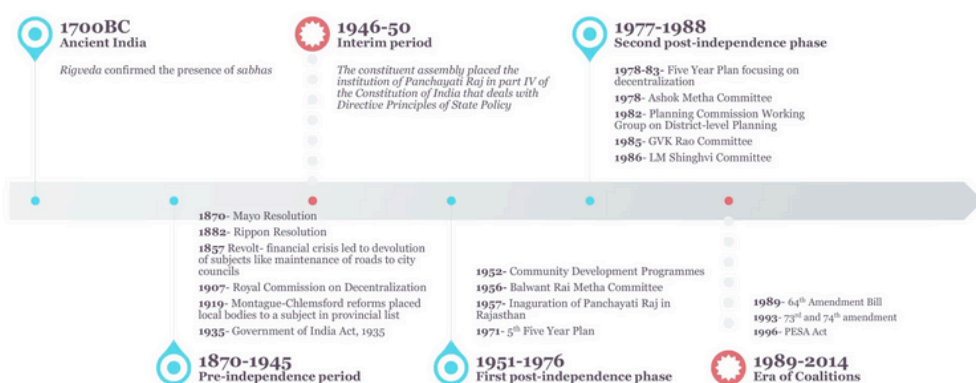 1700BC
Ancient India
Rigveda confirmed the presence of sabhas
1946-50
Interim period
The constituent assembly placed the
institution of Panchayati Raj in part IV of
the Constitution of India that deals with
Directive Principles of State Policy
1977-1988
Second post-independence phase
1978-83- Five Year Plan focusing on
decentralization
1978- Ashok Metha Committee
1982- Planning Commission Working
Group on District-level Planning
1985- GVK Rao Committee
1986- LM Shinghvi Committee
1870- Mayo Resolution
1882- Rippon Resolution
1857 Revolt- financial crisis led to devolution
of subjects like maintenance of roads to city
councils
1907- Royal Commission on Decentralization
1919- Montague-Chlemsford reforms placed
local bodies to a subject in provincial list
1935- Government of India Act, 1935
1870-1945
Pre-independence period
1952- Community Development Programmes
1956- Balwant Rai Metha Committee
1957- Inaguration of Panchayati Raj in
Rajasthan
1971- 5th Five Year Plan
1951-1976
First post-independence phase
1989- 64th Amendment Bill
1993- 73rd and 74th amendment
1996- PESA Act
1989-2014
Era of Coalitions